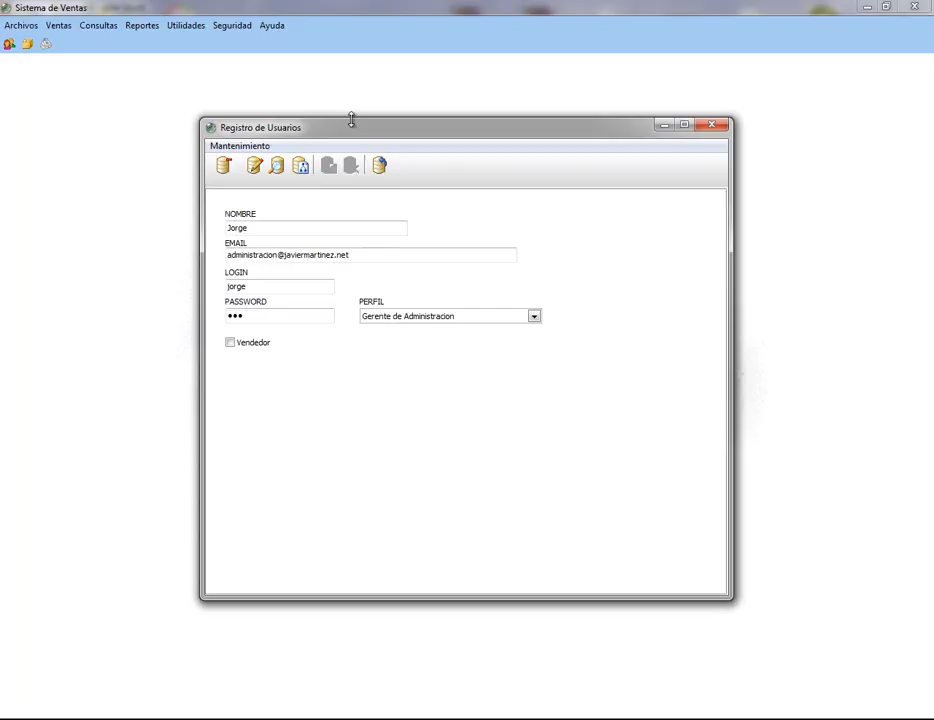 Sistema de Ventas
Archivos Ventas Consultas Reportes Utilidades Seguridad Ayuda
Registro de Usuarios
Mantenimiento
NOMBRE
Jorge
EMAIL
administracion@javiermartinez.net
LOGIN
jorge
PASSWORD PERFIL
●●● Gerente de Administracion
Vendedor